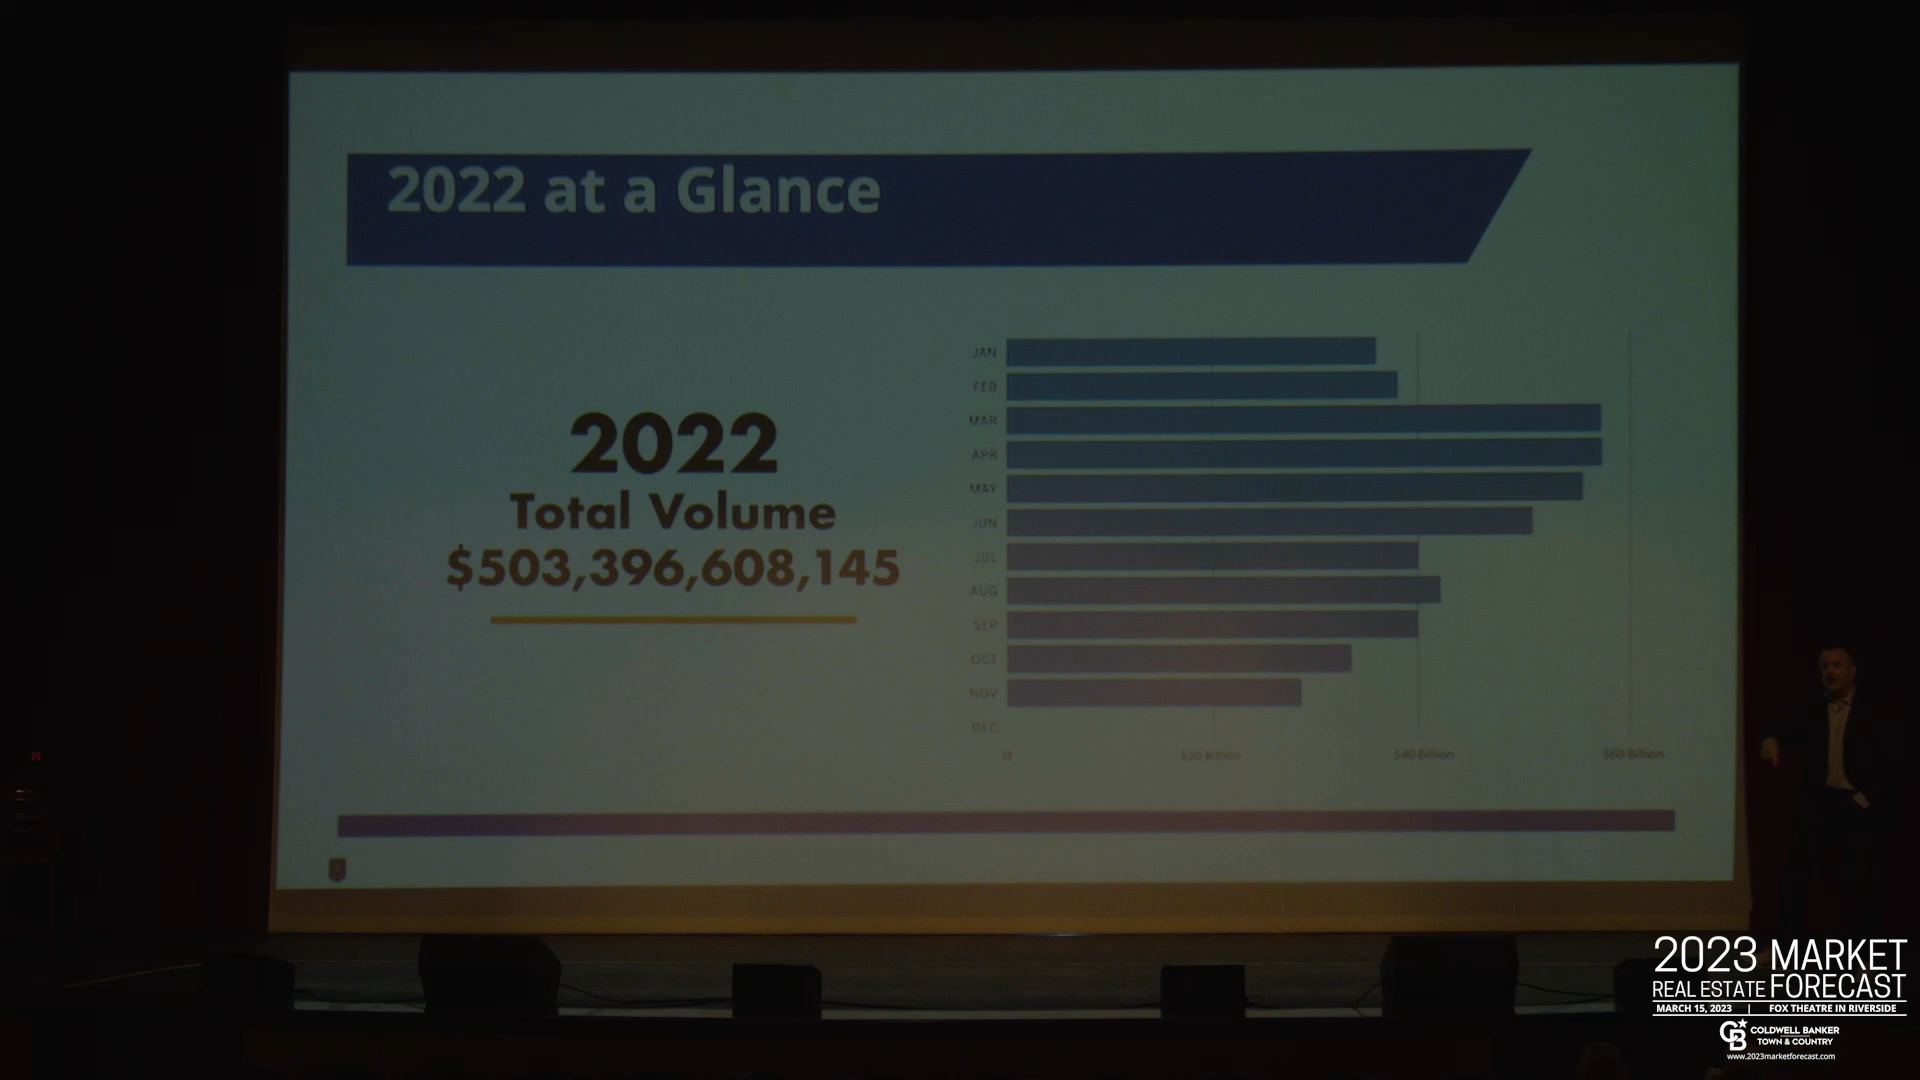 2022 at a Glance
2022
Total Volume
$503,396,608,145
JAN
FEB
MAR
APR
MAY
JUN
JUL
AUG
SEP
OCT
NOV
DEC
0
$20 Billion
$40 Billion
$60 Billion
2023 MARKET
REAL ESTATE FORECAST
MARCH 15, 2023 | FOX THEATRE IN RIVERSIDE
CB COLDWELL BANKER
TOWN & COUNTRY
www.2023marketforecast.com